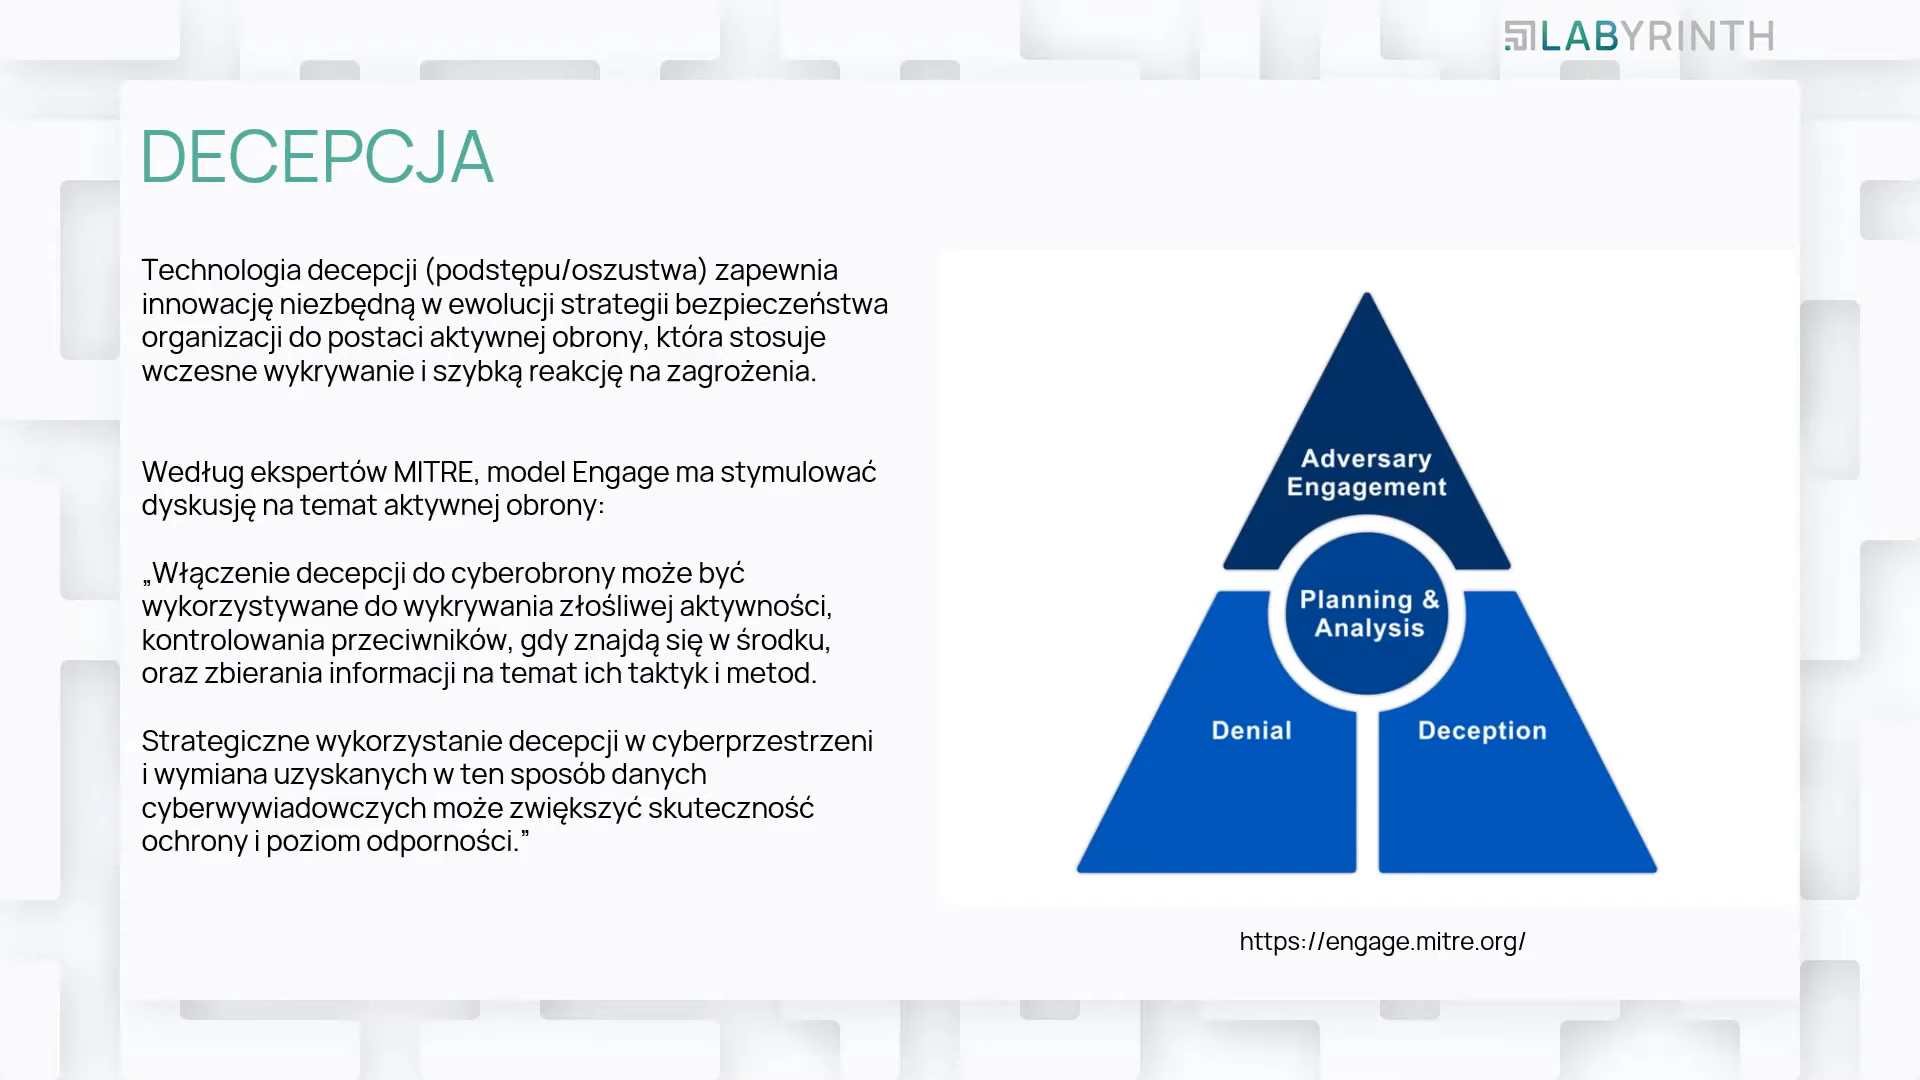 LABYRINTH
DECEPCJA
Technologia decepcji (podstępu/oszustwa) zapewnia
innowację niezbędną w ewolucji strategii bezpieczeństwa
organizacji do postaci aktywnej obrony, która stosuje
wczesne wykrywanie i szybką reakcję na zagrożenia.
Według ekspertów MITRE, model Engage ma stymulować
dyskusję na temat aktywnej obrony:
„Włączenie decepcji do cyberobrony może być
wykorzystywane do wykrywania złośliwej aktywności,
kontrolowania przeciwników, gdy znajdą się w środku,
oraz zbierania informacji na temat ich taktyk i metod.
Strategiczne wykorzystanie decepcji w cyberprzestrzeni
i wymiana uzyskanych w ten sposób danych
cyberwywiadowczych może zwiększyć skuteczność
ochrony i poziom odporności.”
Adversary
Engagement
Planning &
Analysis
Denial
Deception
https://engage.mitre.org/